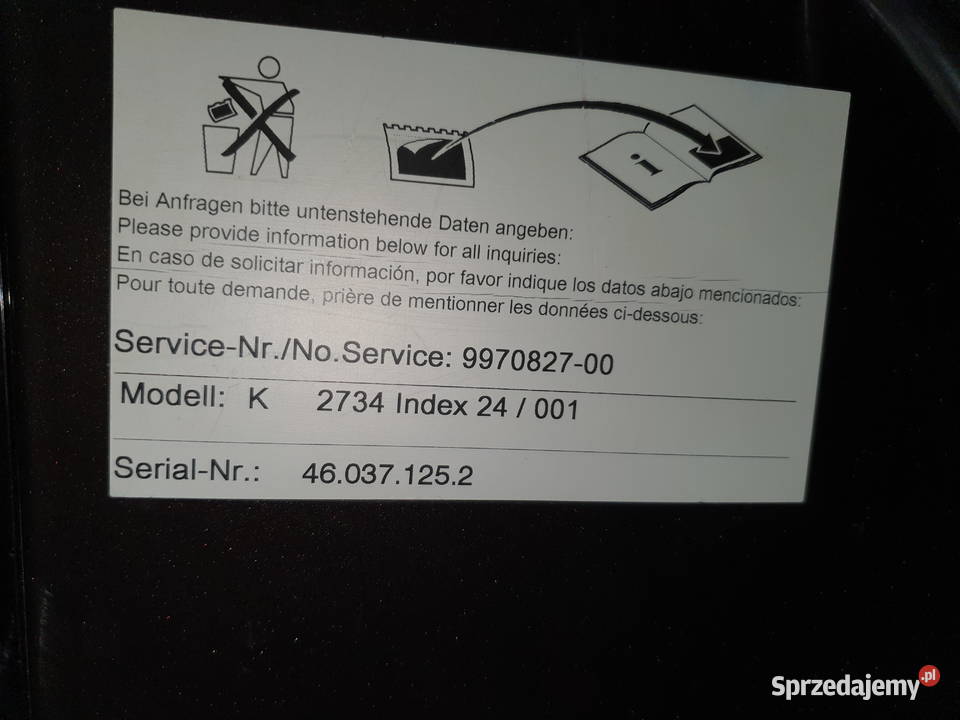 i
Bei Anfragen bitte untenstehende Daten angeben:
Please provide information below for all inquiries:
En caso de solicitar información, por favor indique los datos abajo mencionados:
Pour toute demande, prière de mentionner les données ci-dessous:
Service-Nr./No.Service: 9970827-00
Modell: K 2734 Index 24 / 001
Serial-Nr.: 46.037.125.2
Sprzedajemy.pl